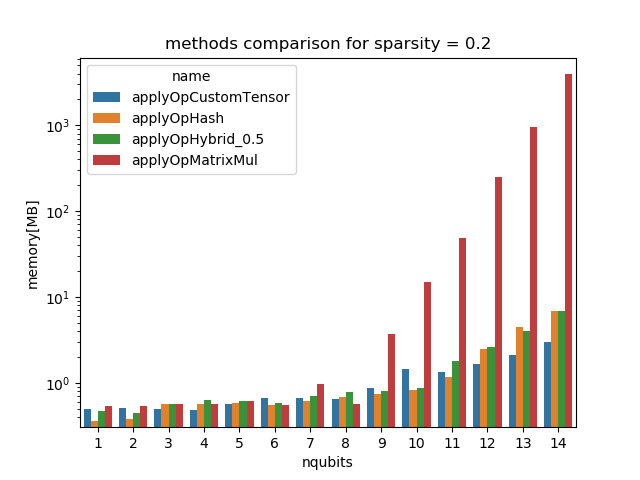 methods comparison for sparsity = 0.2
name
applyOpCustomTensor
applyOpHash
applyOpHybrid_0.5
applyOpMatrixMul
memory[MB]
10³
10²
10¹
10⁰
1 2 3 4 5 6 7 8 9 10 11 12 13 14
nqubits